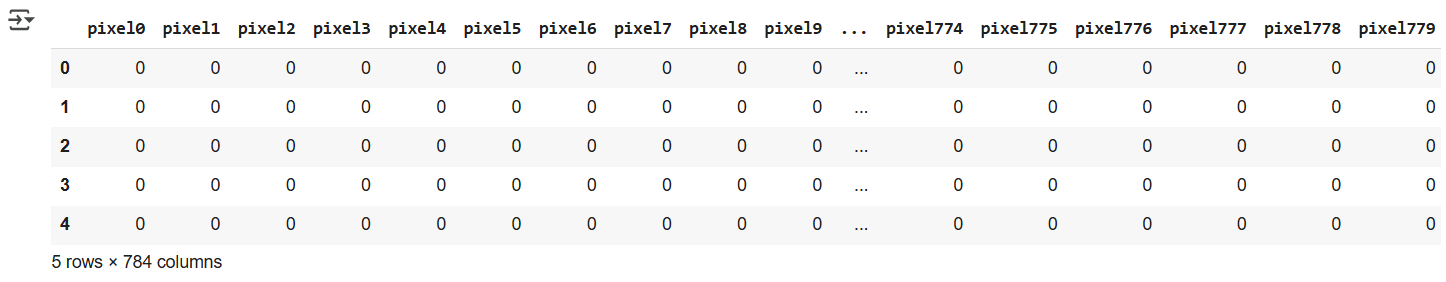 pixel0 pixel1 pixel2 pixel3 pixel4 pixel5 pixel6 pixel7 pixel8 pixel9 ... pixel774 pixel775 pixel776 pixel777 pixel778 pixel779
0 0 0 0 0 0 0 0 0 0 0 ... 0 0 0 0 0 0
1 0 0 0 0 0 0 0 0 0 0 ... 0 0 0 0 0 0
2 0 0 0 0 0 0 0 0 0 0 ... 0 0 0 0 0 0
3 0 0 0 0 0 0 0 0 0 0 ... 0 0 0 0 0 0
4 0 0 0 0 0 0 0 0 0 0 ... 0 0 0 0 0 0
5 rows × 784 columns